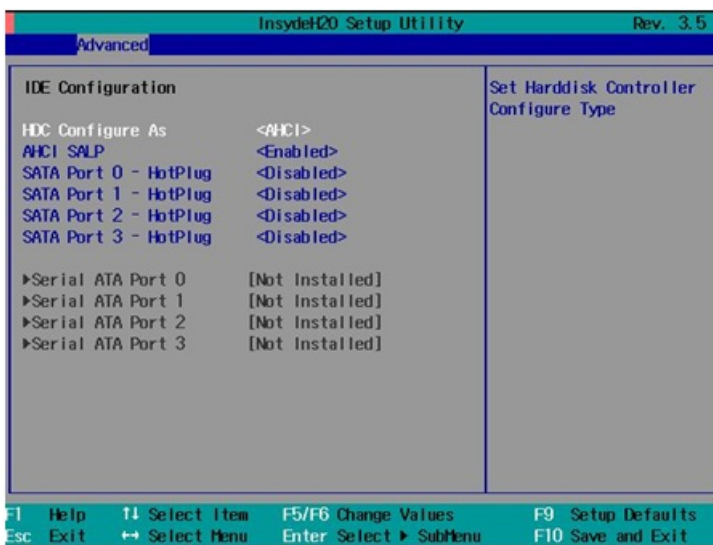 InsydeH20 Setup Utility Rev. 3.5
Advanced
IDE Configuration
HDC Configure As <AHCI>
AHCI SALP <Enabled>
SATA Port 0 - HotPlug <Disabled>
SATA Port 1 - HotPlug <Disabled>
SATA Port 2 - HotPlug <Disabled>
SATA Port 3 - HotPlug <Disabled>
▶Serial ATA Port 0 [Not Installed]
▶Serial ATA Port 1 [Not Installed]
▶Serial ATA Port 2 [Not Installed]
▶Serial ATA Port 3 [Not Installed]
Set Harddisk Controller
Configure Type
F1 Help ↑↓ Select Item F5/F6 Change Values F9 Setup Defaults
Esc Exit ↔ Select Menu Enter Select ▶ SubMenu F10 Save and Exit